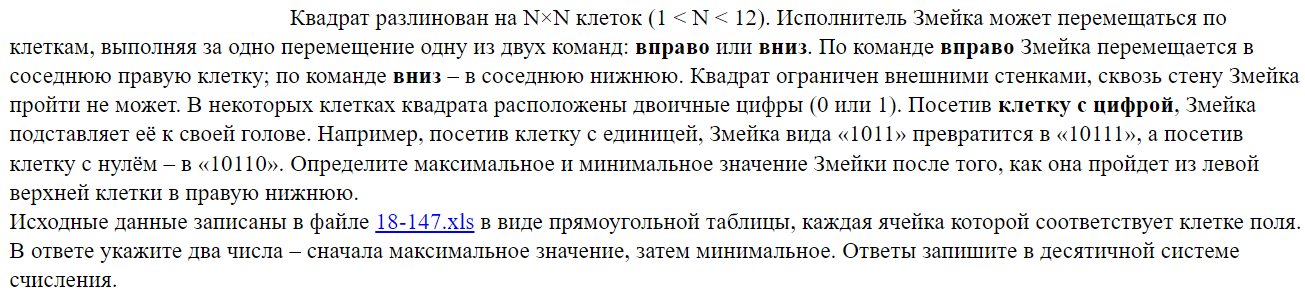 Квадрат разлинован на N×N клеток (1 < N < 12). Исполнитель Змейка может перемещаться по
клеткам, выполняя за одно перемещение одну из двух команд: вправо или вниз. По команде вправо Змейка перемещается в
соседнюю правую клетку; по команде вниз – в соседнюю нижнюю. Квадрат ограничен внешними стенками, сквозь стену Змейка
пройти не может. В некоторых клетках квадрата расположены двоичные цифры (0 или 1). Посетив клетку с цифрой, Змейка
подставляет её к своей голове. Например, посетив клетку с единицей, Змейка вида «1011» превратится в «10111», а посетив
клетку с нулём – в «10110». Определите максимальное и минимальное значение Змейки после того, как она пройдет из левой
верхней клетки в правую нижнюю.
Исходные данные записаны в файле 18-147.xls в виде прямоугольной таблицы, каждая ячейка которой соответствует клетке поля.
В ответе укажите два числа – сначала максимальное значение, затем минимальное. Ответы запишите в десятичной системе
счисления.